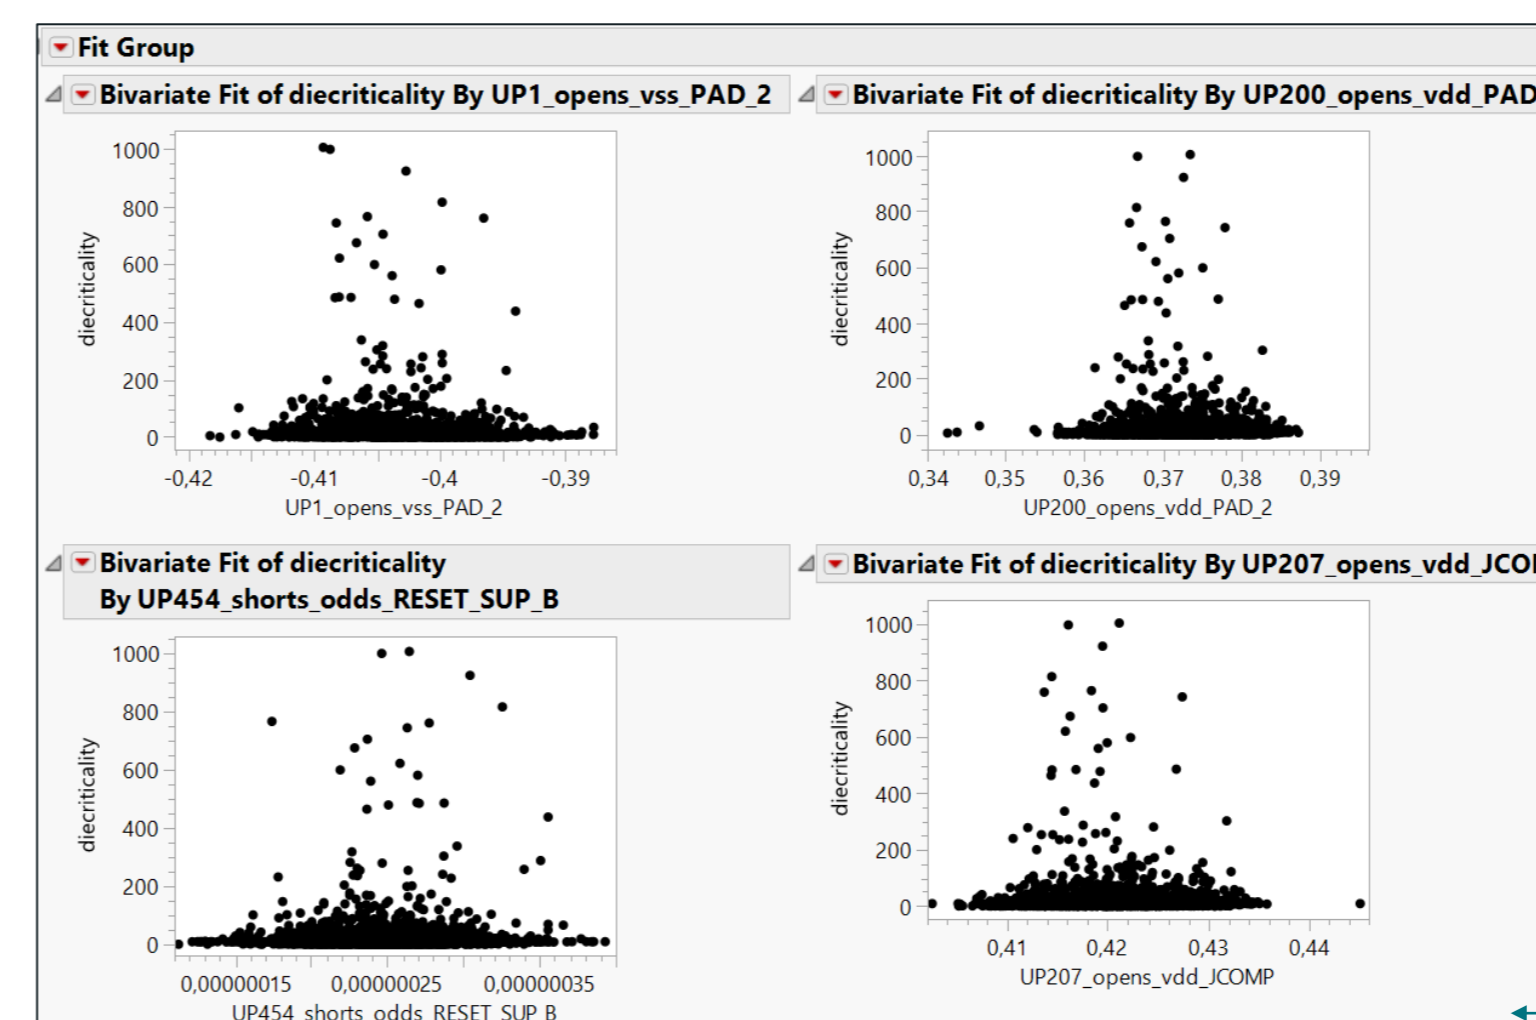 Fit Group
Bivariate Fit of diecriticality By UP1_opens_vss_PAD_2
1000
800
600
400
200
0
diecriticality
-0,42 -0,41 -0,4 -0,39
UP1_opens_vss_PAD_2
Bivariate Fit of diecriticality By UP200_opens_vdd_PAD
1000
800
600
400
200
0
diecriticality
0,34 0,35 0,36 0,37 0,38 0,39
UP200_opens_vdd_PAD_2
Bivariate Fit of diecriticality
By UP454_shorts_odds_RESET_SUP_B
1000
800
600
400
200
0
diecriticality
0,00000015 0,00000025 0,00000035
UP454_shorts_odds_RESET_SUP_B
Bivariate Fit of diecriticality By UP207_opens_vdd_JCO
1000
800
600
400
200
0
diecriticality
0,41 0,42 0,43 0,44
UP207_opens_vdd_JCOMP